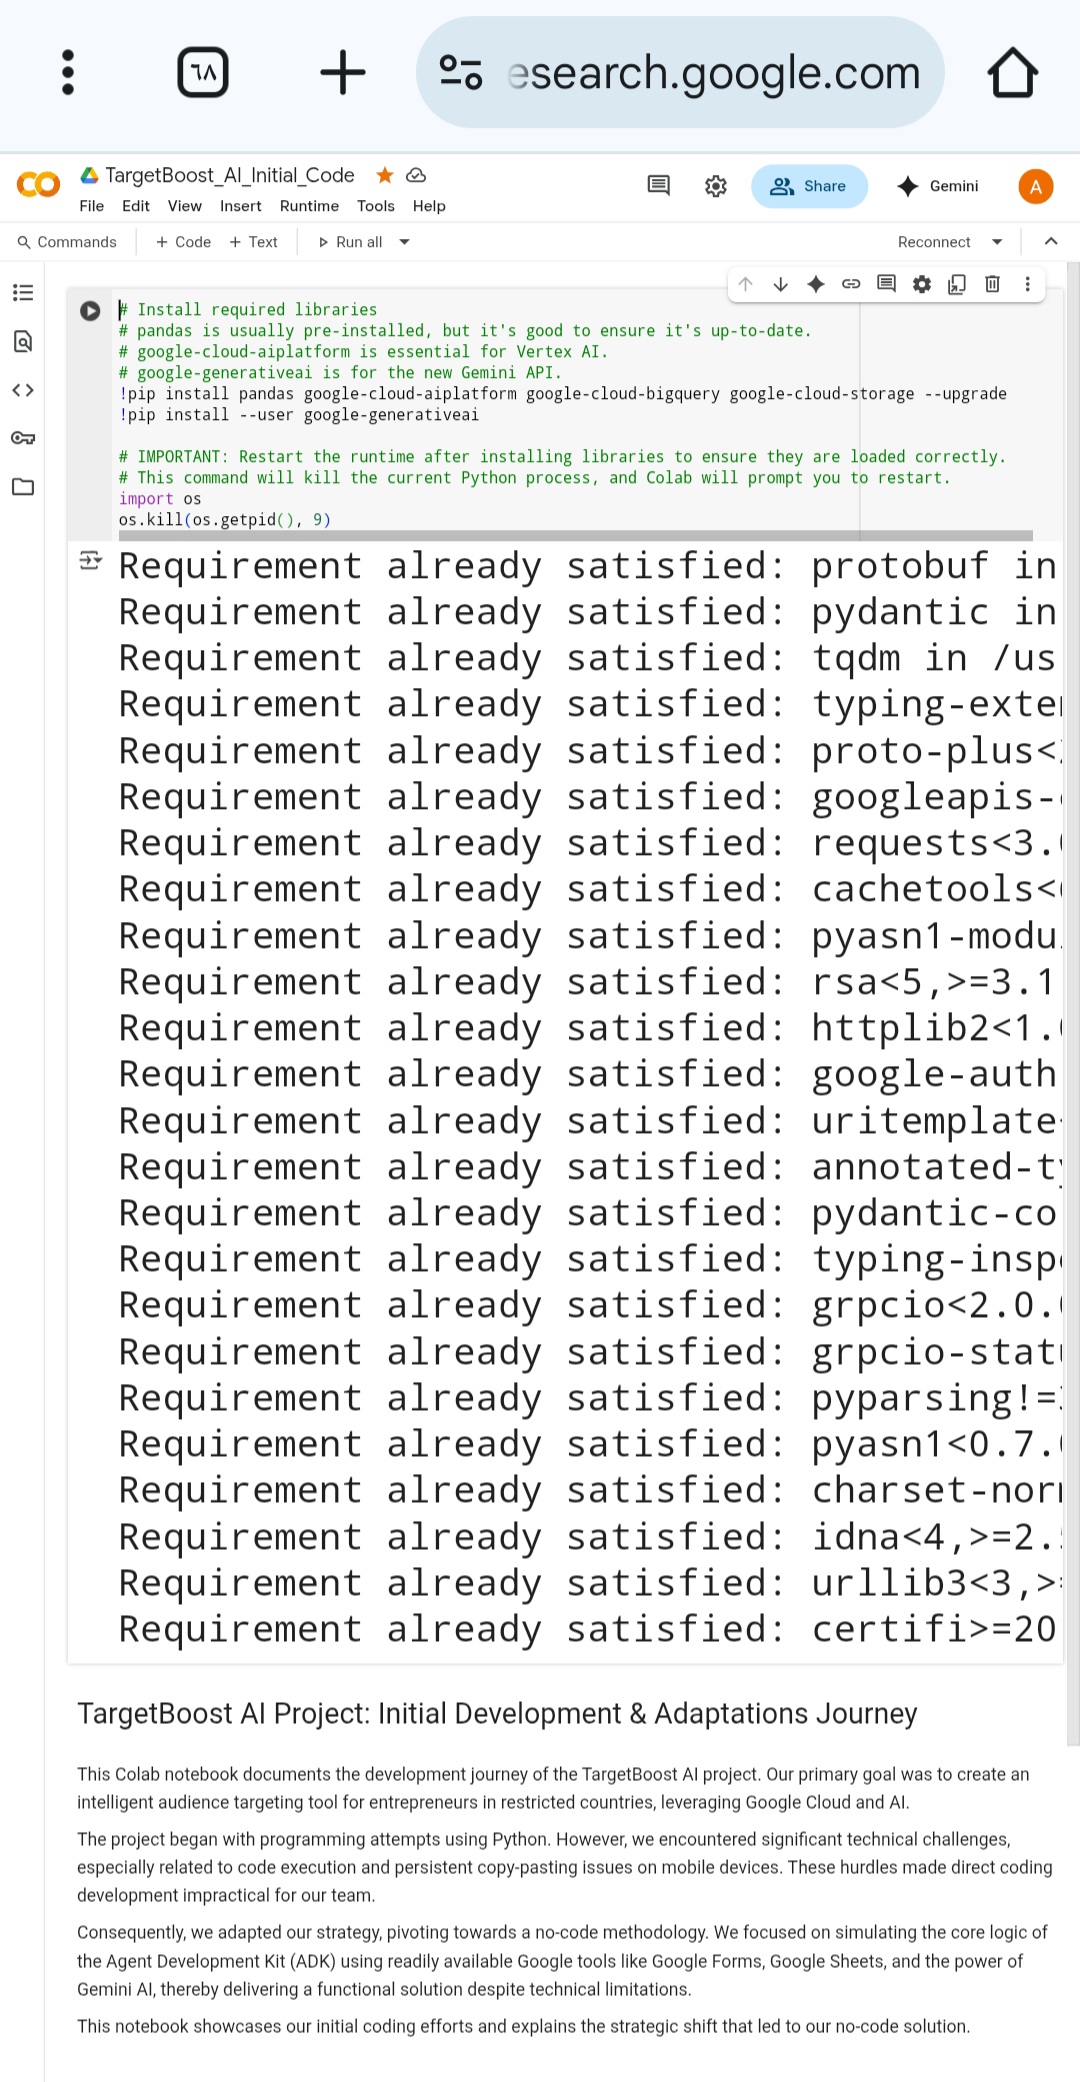 ٦٨
esearch.google.com
CO
TargetBoost_AI_Initial_Code
File Edit View Insert Runtime Tools Help
Share
Gemini
A
Commands + Code + Text Run all
Reconnect
# Install required libraries
# pandas is usually pre-installed, but it's good to ensure it's up-to-date.
# google-cloud-aiplatform is essential for Vertex AI.
# google-generativeai is for the new Gemini API.
!pip install pandas google-cloud-aiplatform google-cloud-bigquery google-cloud-storage --upgrade
!pip install --user google-generativeai
# IMPORTANT: Restart the runtime after installing libraries to ensure they are loaded correctly.
# This command will kill the current Python process, and Colab will prompt you to restart.
import os
os.kill(os.getpid(), 9)
Requirement already satisfied: protobuf in
Requirement already satisfied: pydantic in
Requirement already satisfied: tqdm in /us
Requirement already satisfied: typing-exte
Requirement already satisfied: proto-plus<
Requirement already satisfied: googleapis-
Requirement already satisfied: requests<3.
Requirement already satisfied: cachetools<
Requirement already satisfied: pyasn1-modu
Requirement already satisfied: rsa<5,>=3.1
Requirement already satisfied: httplib2<1.
Requirement already satisfied: google-auth
Requirement already satisfied: uritemplate
Requirement already satisfied: annotated-t
Requirement already satisfied: pydantic-co
Requirement already satisfied: typing-insp
Requirement already satisfied: grpcio<2.0.
Requirement already satisfied: grpcio-stat
Requirement already satisfied: pyparsing!=
Requirement already satisfied: pyasn1<0.7.
Requirement already satisfied: charset-nor
Requirement already satisfied: idna<4,>=2.
Requirement already satisfied: urllib3<3,>
Requirement already satisfied: certifi>=20
TargetBoost AI Project: Initial Development & Adaptations Journey
This Colab notebook documents the development journey of the TargetBoost AI project. Our primary goal was to create an
intelligent audience targeting tool for entrepreneurs in restricted countries, leveraging Google Cloud and AI.
The project began with programming attempts using Python. However, we encountered significant technical challenges,
especially related to code execution and persistent copy-pasting issues on mobile devices. These hurdles made direct coding
development impractical for our team.
Consequently, we adapted our strategy, pivoting towards a no-code methodology. We focused on simulating the core logic of
the Agent Development Kit (ADK) using readily available Google tools like Google Forms, Google Sheets, and the power of
Gemini AI, thereby delivering a functional solution despite technical limitations.
This notebook showcases our initial coding efforts and explains the strategic shift that led to our no-code solution.